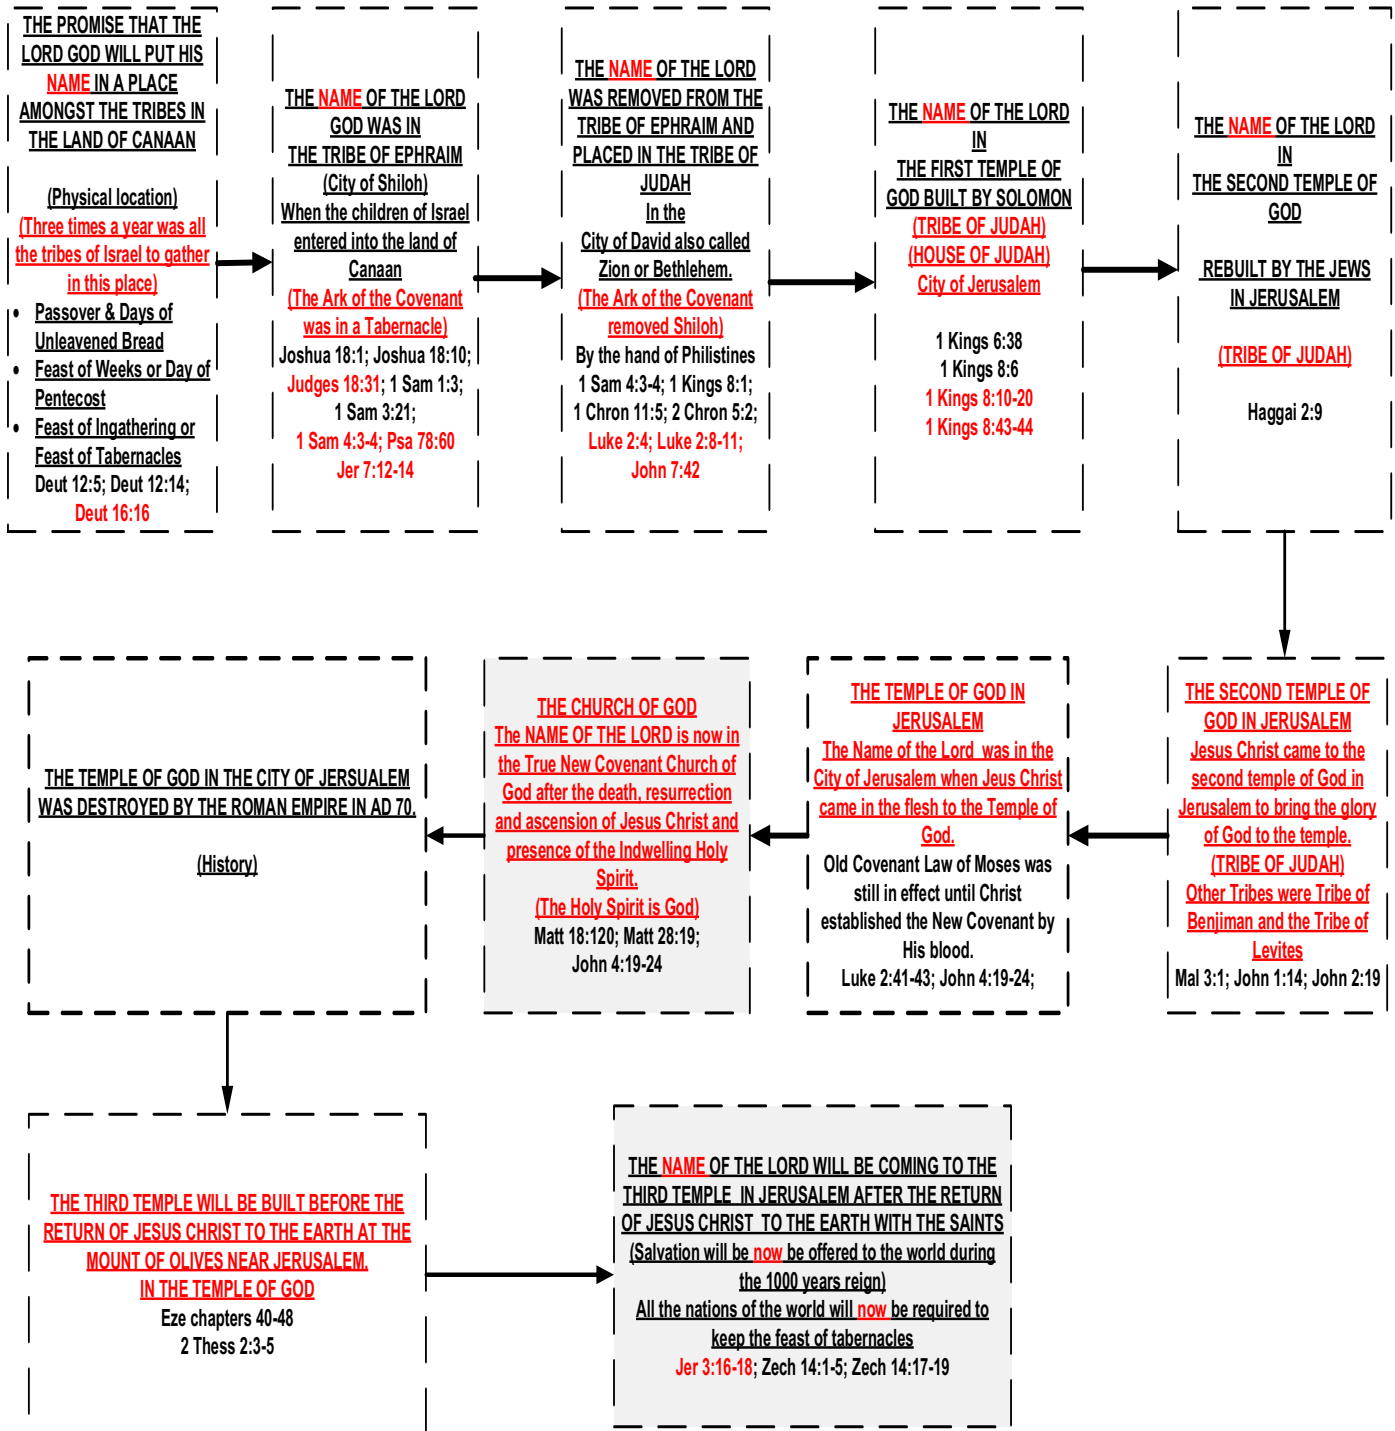 THE PROMISE THAT THE
LORD GOD WILL PUT HIS
NAME IN A PLACE
AMONGST THE TRIBES IN
THE LAND OF CANAAN
(Physical location)
(Three times a year was all
the tribes of Israel to gather
in this place)
• Passover & Days of
Unleavened Bread
• Feast of Weeks or Day of
Pentecost
• Feast of Ingathering or
Feast of Tabernacles
Deut 12:5; Deut 12:14;
Deut 16:16
THE NAME OF THE LORD
GOD WAS IN
THE TRIBE OF EPHRAIM
(City of Shiloh)
When the children of Israel
entered into the land of
Canaan
(The Ark of the Covenant
was in a Tabernacle)
Joshua 18:1; Joshua 18:10;
Judges 18:31; 1 Sam 1:3;
1 Sam 3:21;
1 Sam 4:3-4; Psa 78:60
Jer 7:12-14
THE NAME OF THE LORD
WAS REMOVED FROM THE
TRIBE OF EPHRAIM AND
PLACED IN THE TRIBE OF
JUDAH
In the
City of David also called
Zion or Bethlehem.
(The Ark of the Covenant
removed Shiloh)
By the hand of Philistines
1 Sam 4:3-4; 1 Kings 8:1;
1 Chron 11:5; 2 Chron 5:2;
Luke 2:4; Luke 2:8-11;
John 7:42
THE NAME OF THE LORD
IN
THE FIRST TEMPLE OF
GOD BUILT BY SOLOMON
(TRIBE OF JUDAH)
(HOUSE OF JUDAH)
City of Jerusalem
1 Kings 6:38
1 Kings 8:6
1 Kings 8:10-20
1 Kings 8:43-44
THE NAME OF THE LORD
IN
THE SECOND TEMPLE OF
GOD
REBUILT BY THE JEWS
IN JERUSALEM
(TRIBE OF JUDAH)
Haggai 2:9
THE SECOND TEMPLE OF
GOD IN JERUSALEM
Jesus Christ came to the
second temple of God in
Jerusalem to bring the glory
of God to the temple.
(TRIBE OF JUDAH)
Other Tribes were Tribe of
Benjiman and the Tribe of
Levites
Mal 3:1; John 1:14; John 2:19
THE TEMPLE OF GOD IN
JERUSALEM
The Name of the Lord was in the
City of Jerusalem when Jeus Christ
came in the flesh to the Temple of
God.
Old Covenant Law of Moses was
still in effect until Christ
established the New Covenant by
His blood.
Luke 2:41-43; John 4:19-24;
THE CHURCH OF GOD
The NAME OF THE LORD is now in
the True New Covenant Church of
God after the death, resurrection
and ascension of Jesus Christ and
presence of the Indwelling Holy
Spirit.
(The Holy Spirit is God)
Matt 18:120; Matt 28:19;
John 4:19-24
THE TEMPLE OF GOD IN THE CITY OF JERSUALEM
WAS DESTROYED BY THE ROMAN EMPIRE IN AD 70.
(History)
THE THIRD TEMPLE WILL BE BUILT BEFORE THE
RETURN OF JESUS CHRIST TO THE EARTH AT THE
MOUNT OF OLIVES NEAR JERUSALEM.
IN THE TEMPLE OF GOD
Eze chapters 40-48
2 Thess 2:3-5
THE NAME OF THE LORD WILL BE COMING TO THE
THIRD TEMPLE IN JERUSALEM AFTER THE RETURN
OF JESUS CHRIST TO THE EARTH WITH THE SAINTS
(Salvation will be now be offered to the world during
the 1000 years reign)
All the nations of the world will now be required to
keep the feast of tabernacles
Jer 3:16-18; Zech 14:1-5; Zech 14:17-19